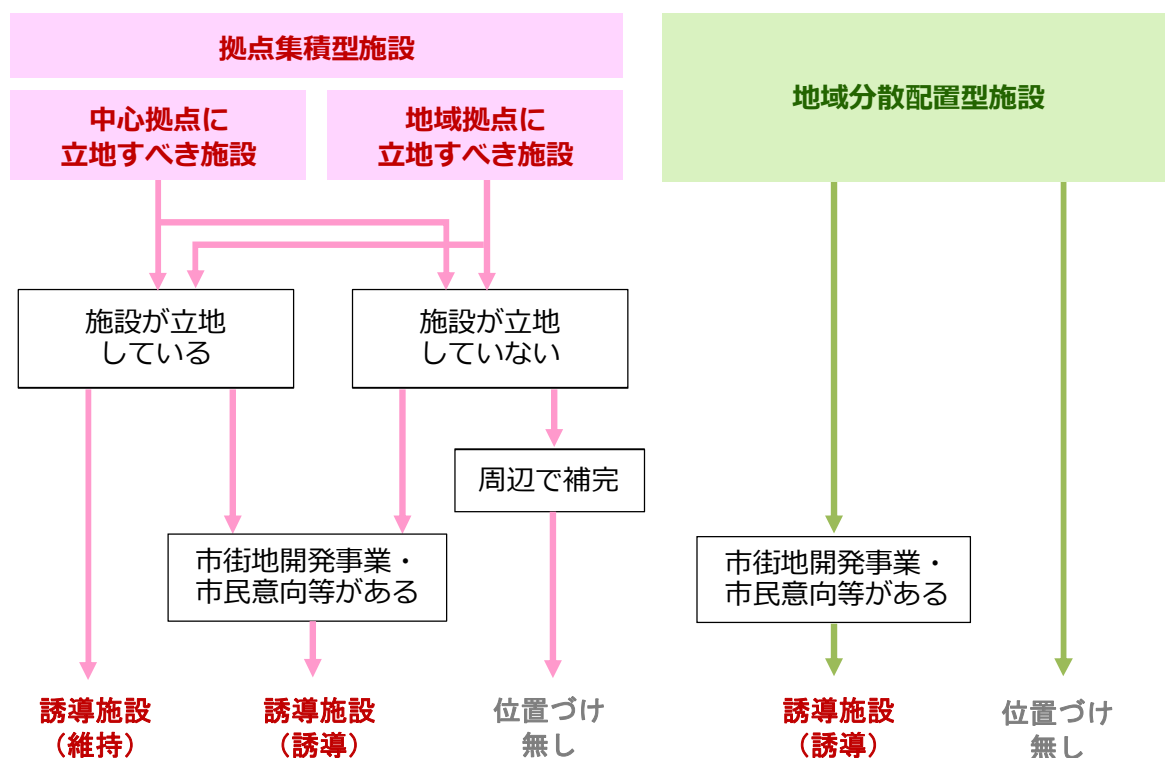 拠点集積型施設
中心拠点に
立地すべき施設
地域拠点に
立地すべき施設
地域分散配置型施設
施設が立地
している
施設が立地
していない
周辺で補完
市街地開発事業・
市民意向等がある
市街地開発事業・
市民意向等がある
誘導施設
（維持）
誘導施設
（誘導）
位置づけ
無し
誘導施設
（誘導）
位置づけ
無し